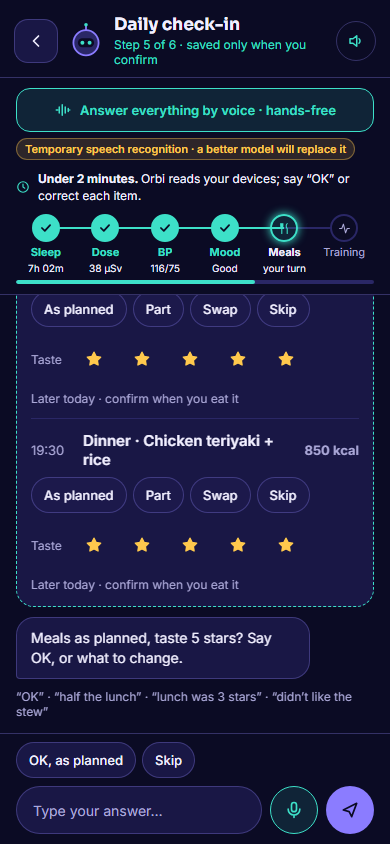 Daily check-in
Step 5 of 6 · saved only when you
confirm
Answer everything by voice · hands-free
Temporary speech recognition · a better model will replace it
Under 2 minutes. Orbi reads your devices; say “OK” or
correct each item.
Sleep Dose BP Mood Meals Training
7h 02m 38 µSv 116/75 Good your turn
As planned Part Swap Skip
Taste
Later today · confirm when you eat it
19:30 Dinner · Chicken teriyaki + 850 kcal
rice
As planned Part Swap Skip
Taste
Later today · confirm when you eat it
Meals as planned, taste 5 stars? Say
OK, or what to change.
“OK” · “half the lunch” · “lunch was 3 stars” · “didn’t like the
stew”
OK, as planned Skip
Type your answer...